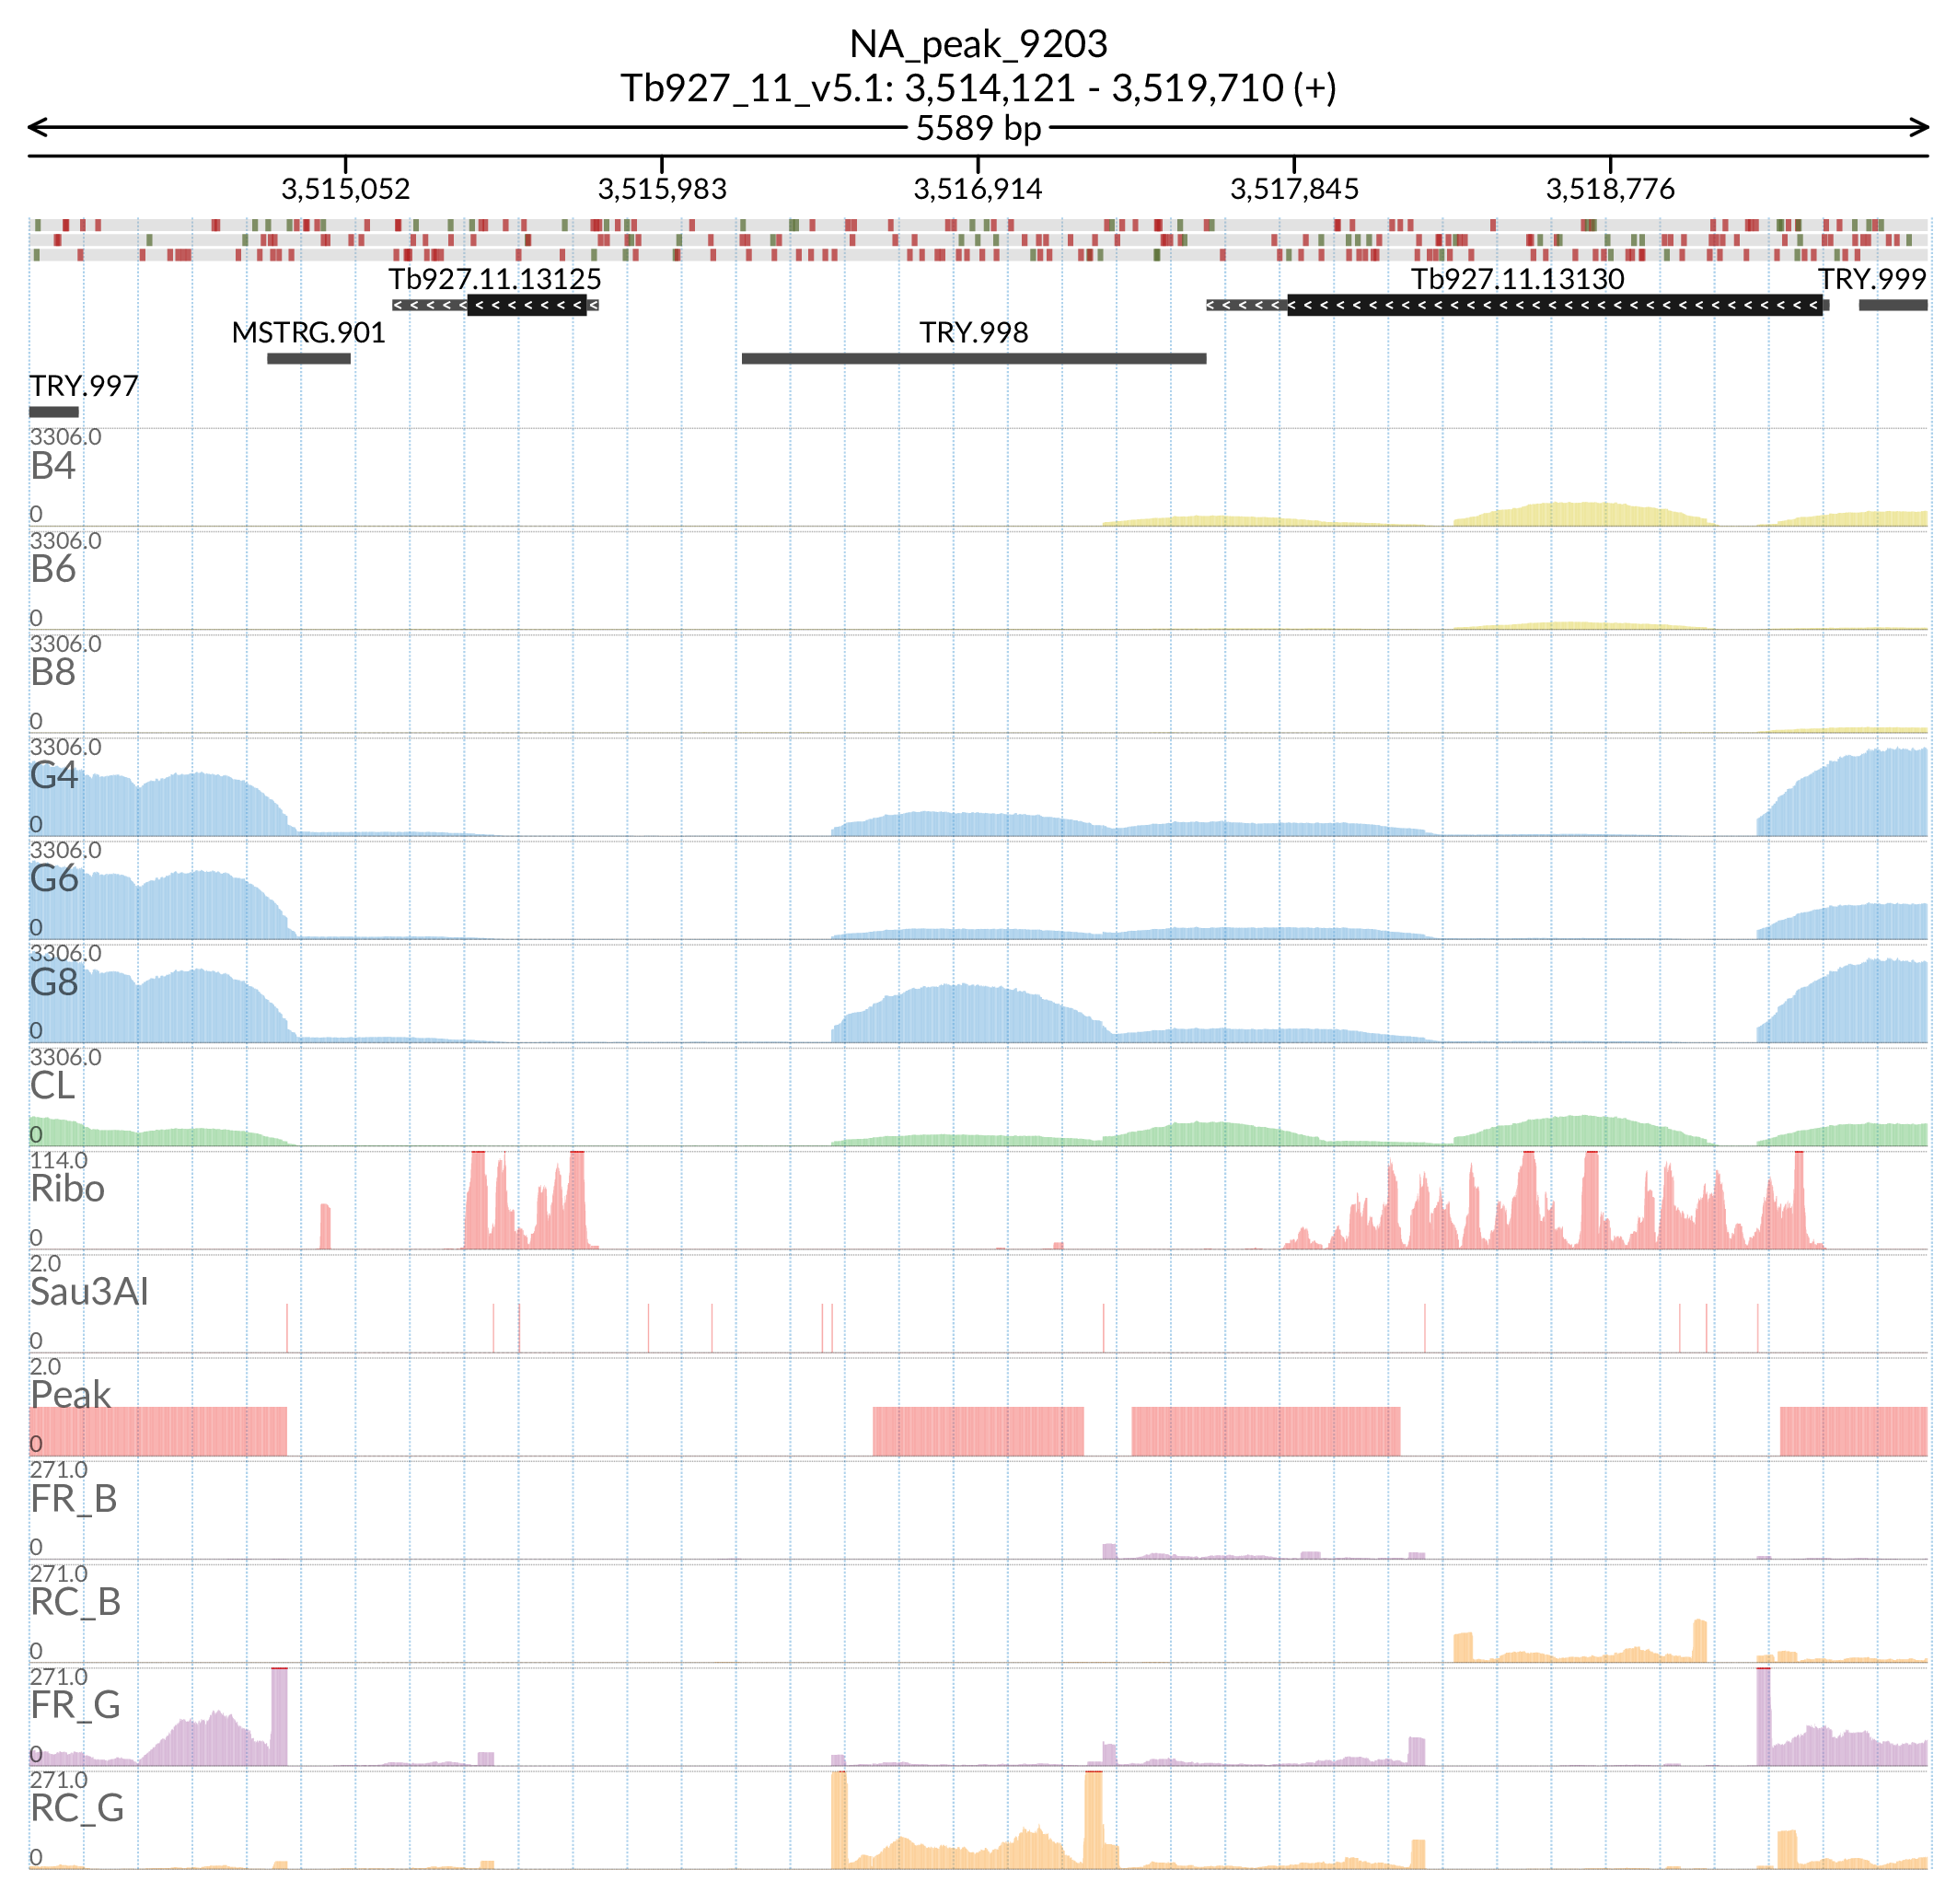 NA_peak_9203
Tb927_11_v5.1: 3,514,121 - 3,519,710 (+)
5589 bp
3,515,052 3,515,983 3,516,914 3,517,845 3,518,776
Tb927.11.13125 Tb927.11.13130 TRY.999
MSTRG.901 TRY.998
TRY.997
3306.0
B4
0
3306.0
B6
0
3306.0
B8
0
3306.0
G4
0
3306.0
G6
0
3306.0
G8
0
3306.0
CL
0
114.0
Ribo
0
2.0
Sau3AI
0
2.0
Peak
0
271.0
FR_B
0
271.0
RC_B
0
271.0
FR_G
0
271.0
RC_G
0